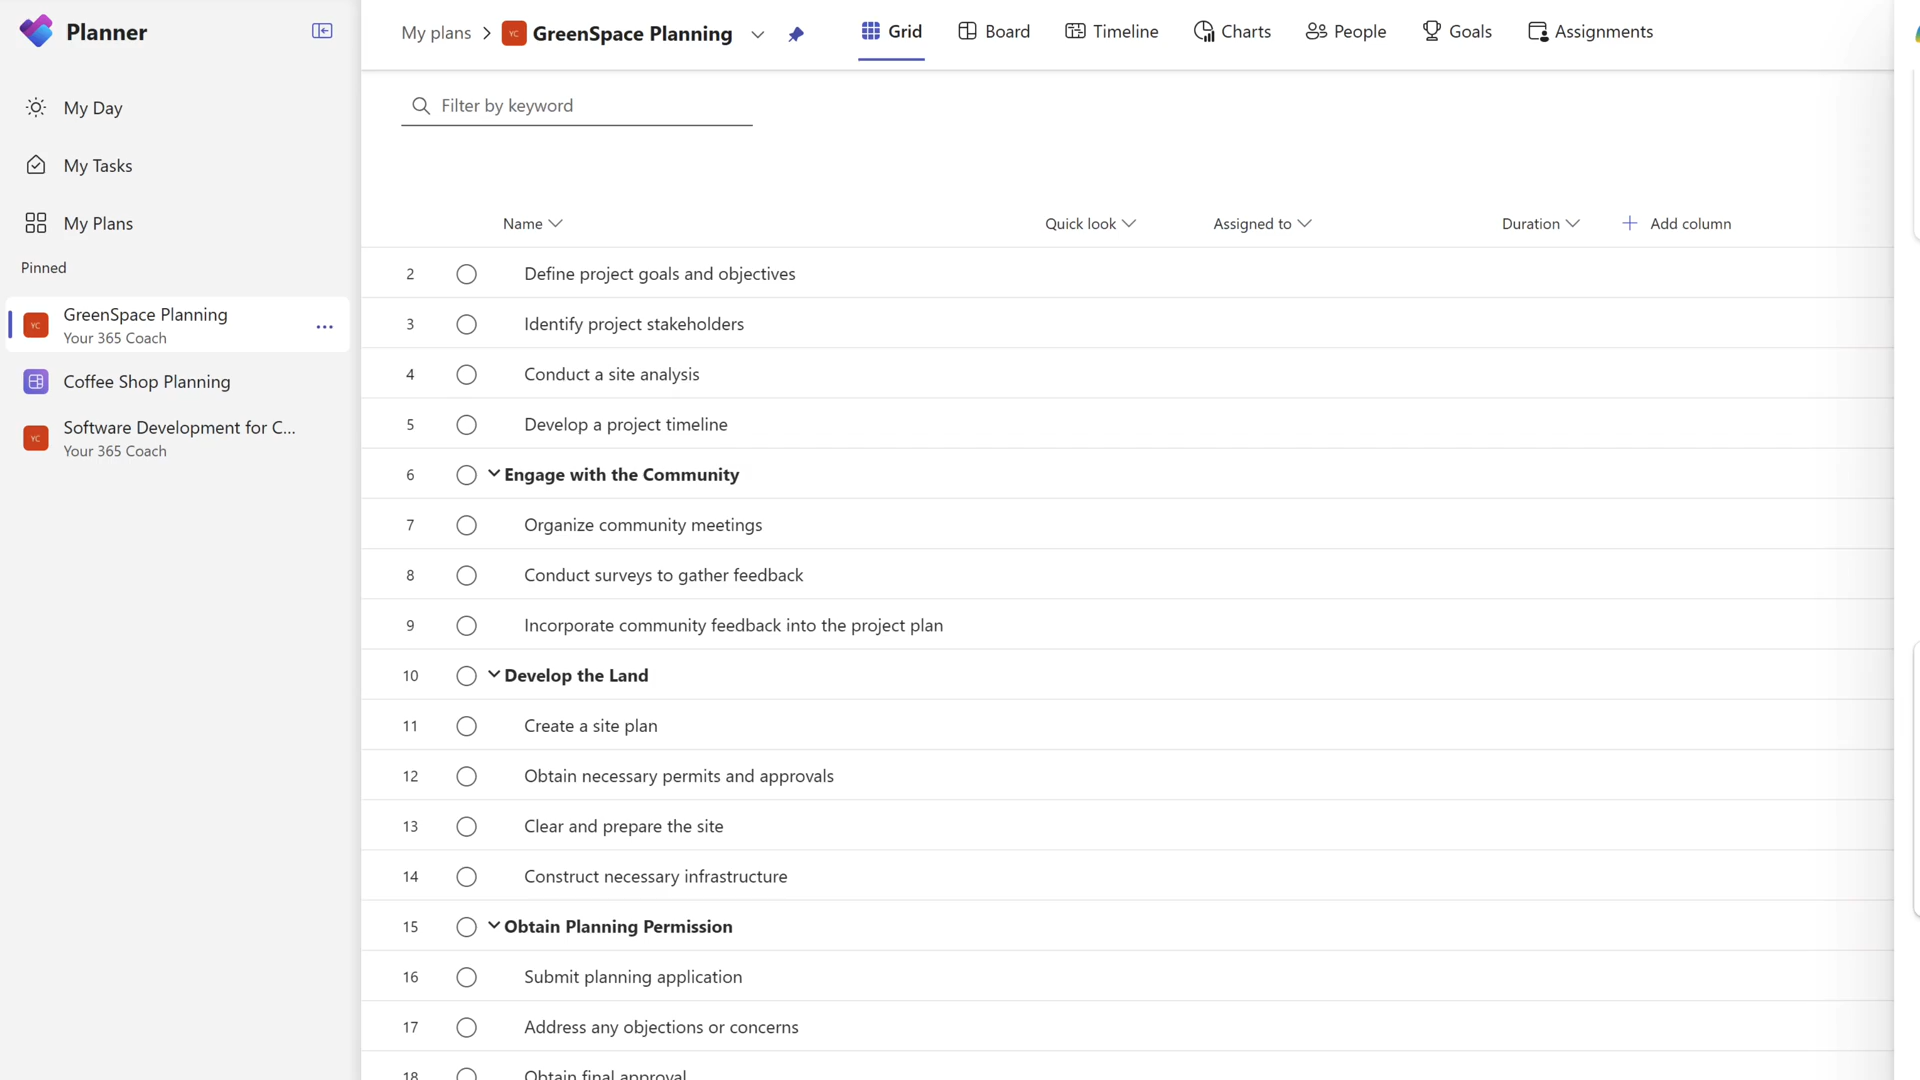 Planner
My Day
My Tasks
My Plans
Pinned
YC
GreenSpace Planning
Your 365 Coach
...
Coffee Shop Planning
YC
Software Development for C...
Your 365 Coach
My plans > YC GreenSpace Planning
Grid
Board
Timeline
Charts
People
Goals
Assignments
Filter by keyword
Name Quick look Assigned to Duration + Add column
2 Define project goals and objectives
3 Identify project stakeholders
4 Conduct a site analysis
5 Develop a project timeline
6 Engage with the Community
7 Organize community meetings
8 Conduct surveys to gather feedback
9 Incorporate community feedback into the project plan
10 Develop the Land
11 Create a site plan
12 Obtain necessary permits and approvals
13 Clear and prepare the site
14 Construct necessary infrastructure
15 Obtain Planning Permission
16 Submit planning application
17 Address any objections or concerns
18 Obtain final approval